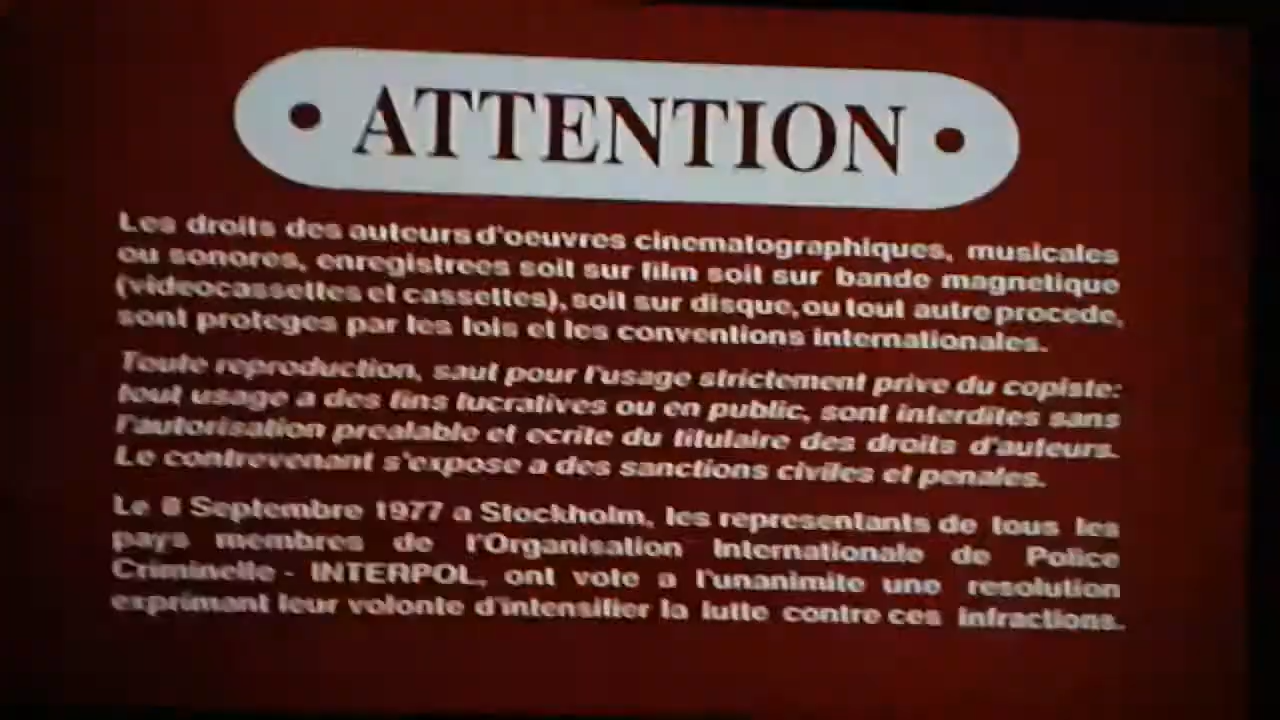 • ATTENTION •
Les droits des auteurs d'oeuvres cinematographiques, musicales
ou sonores, enregistrees soit sur film soit sur bande magnetique
(videocassettes et cassettes), soit sur disque, ou tout autre procede,
sont proteges par les lois et les conventions internationales.
Toute reproduction, sauf pour l'usage strictement prive du copiste:
tout usage a des fins lucratives ou en public, sont interdites sans
l'autorisation prealable et ecrite du titulaire des droits d'auteurs.
Le contrevenant s'expose a des sanctions civiles et penales.
Le 8 Septembre 1977 a Stockholm, les representants de tous les
pays membres de l'Organisation Internationale de Police
Criminelle - INTERPOL, ont vote a l'unanimite une resolution
exprimant leur volonte d'intensifier la lutte contre ces infractions.